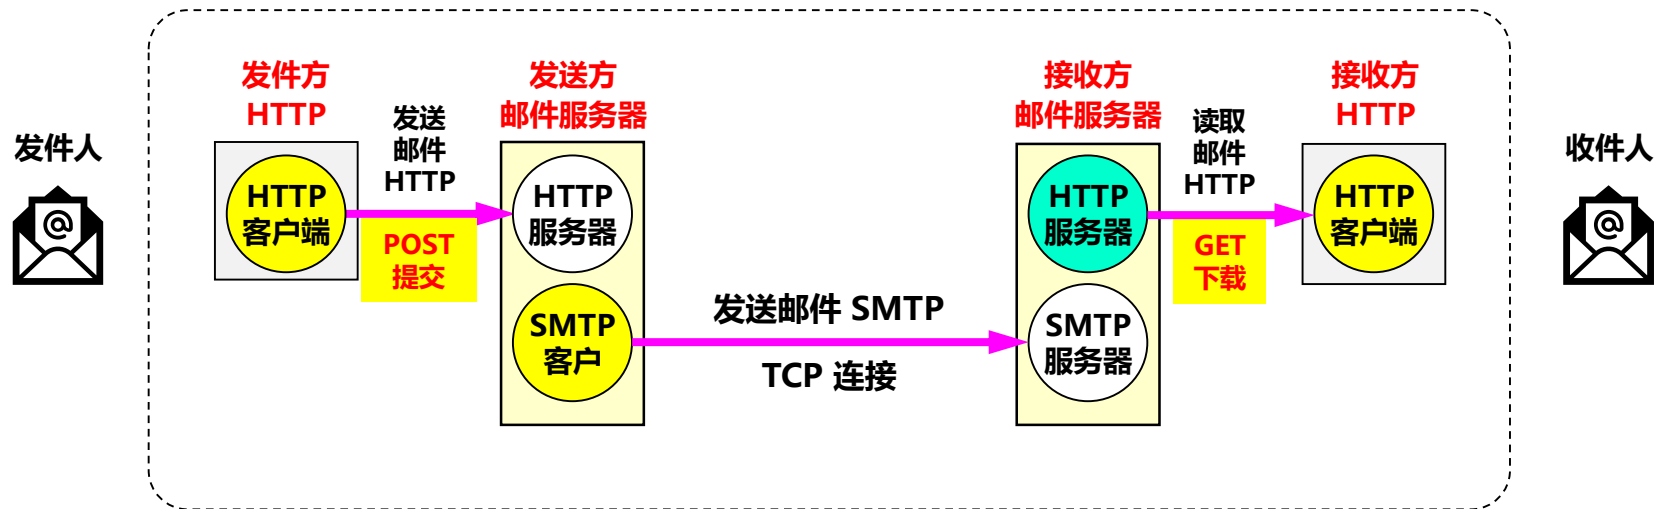 发件人
@
发件方
HTTP
HTTP
客户端
发送
邮件
HTTP
POST
提交
发送方
邮件服务器
HTTP
服务器
SMTP
客户
发送邮件 SMTP
TCP 连接
接收方
邮件服务器
HTTP
服务器
SMTP
服务器
读取
邮件
HTTP
GET
下载
接收方
HTTP
HTTP
客户端
收件人
@